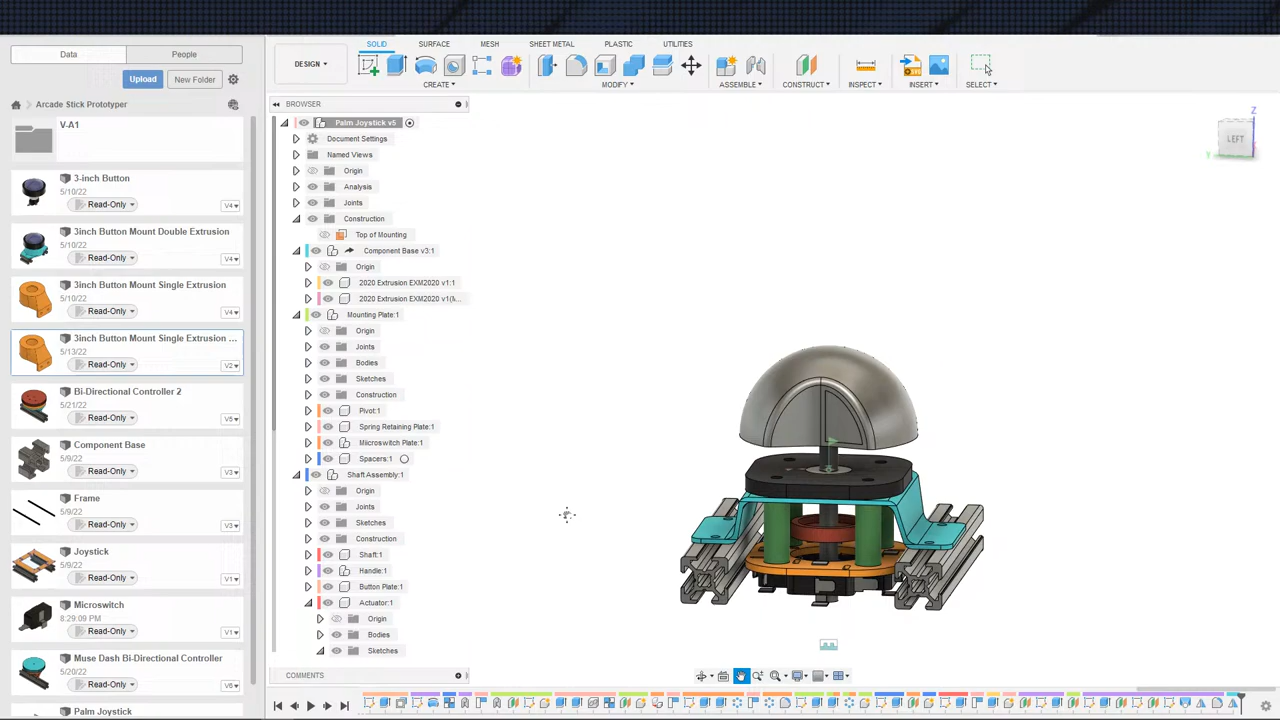 SOLID SURFACE MESH SHEET METAL PLASTIC UTILITIES
DESIGN
CREATE
MODIFY
ASSEMBLE
CONSTRUCT
INSPECT
INSERT
SELECT
Data People
Upload New Folder
Arcade Stick Prototyper
V-A1
3-inch Button
5/10/22
Read-Only V4
3inch Button Mount Double Extrusion
5/10/22
Read-Only V4
3inch Button Mount Single Extrusion
5/10/22
Read-Only V4
3inch Button Mount Single Extrusion ...
5/13/22
Read-Only V2
Bi-Directional Controller 2
5/21/22
Read-Only
Component Base
5/9/22
Read-Only V3
Frame
5/9/22
Read-Only V3
Joystick
5/9/22
Read-Only V1
Microswitch
8:29:09 PM
Read-Only V1
Muse Dash Bi-Directional Controller
5/20/22
Read-Only
Palm Joystick
BROWSER
Palm Joystick v5
Document Settings
Named Views
Origin
Analysis
Joints
Construction
Top of Mounting
Component Base v3:1
Origin
2020 Extrusion EXM2020 v1:1
2020 Extrusion EXM2020 v1(
Mounting Plate:1
Origin
Joints
Bodies
Sketches
Construction
Pivot:1
Spring Retaining Plate:1
Miicroswitch Plate:1
Spacers:1
Shaft Assembly:1
Origin
Joints
Sketches
Construction
Shaft:1
Handle:1
Button Plate:1
Actuator:1
Origin
Bodies
Sketches
COMMENTS
Z
LEFT
Y